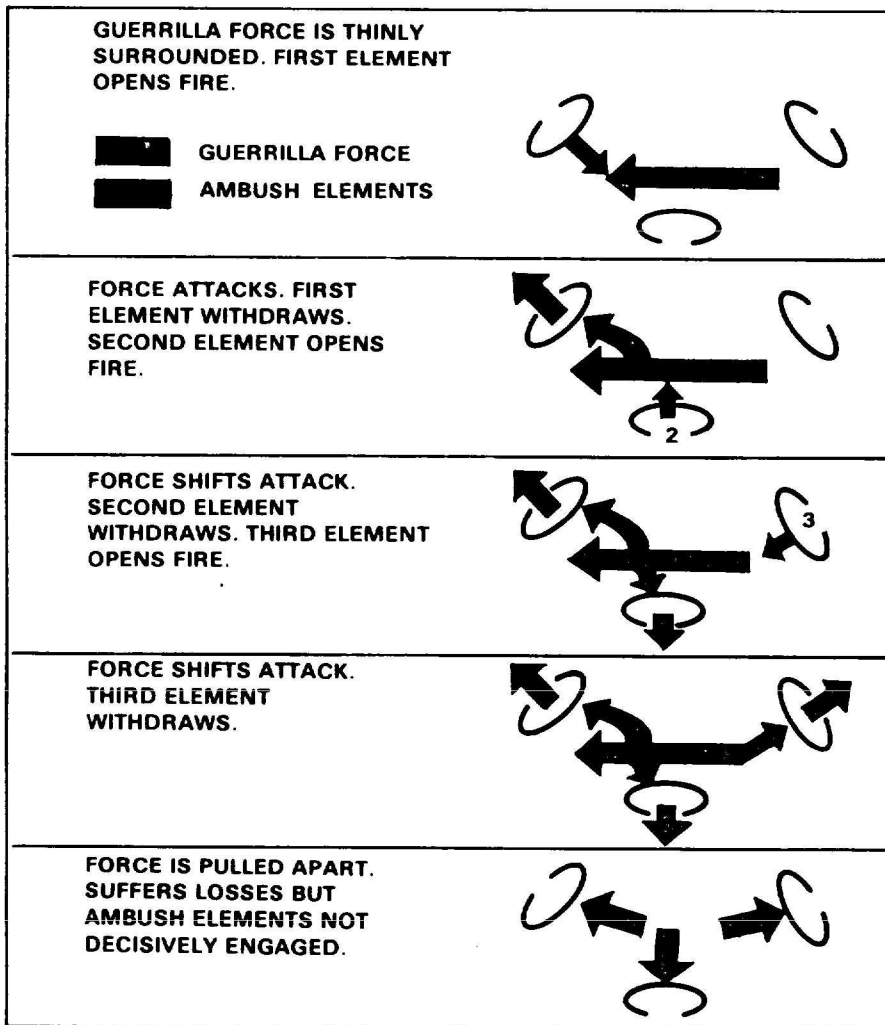 GUERRILLA FORCE IS THINLY
SURROUNDED. FIRST ELEMENT
OPENS FIRE.
GUERRILLA FORCE
AMBUSH ELEMENTS
FORCE ATTACKS. FIRST
ELEMENT WITHDRAWS.
SECOND ELEMENT OPENS
FIRE.
2
FORCE SHIFTS ATTACK.
SECOND ELEMENT
WITHDRAWS. THIRD ELEMENT
OPENS FIRE.
3
FORCE SHIFTS ATTACK.
THIRD ELEMENT
WITHDRAWS.
FORCE IS PULLED APART.
SUFFERS LOSSES BUT
AMBUSH ELEMENTS NOT
DECISIVELY ENGAGED.